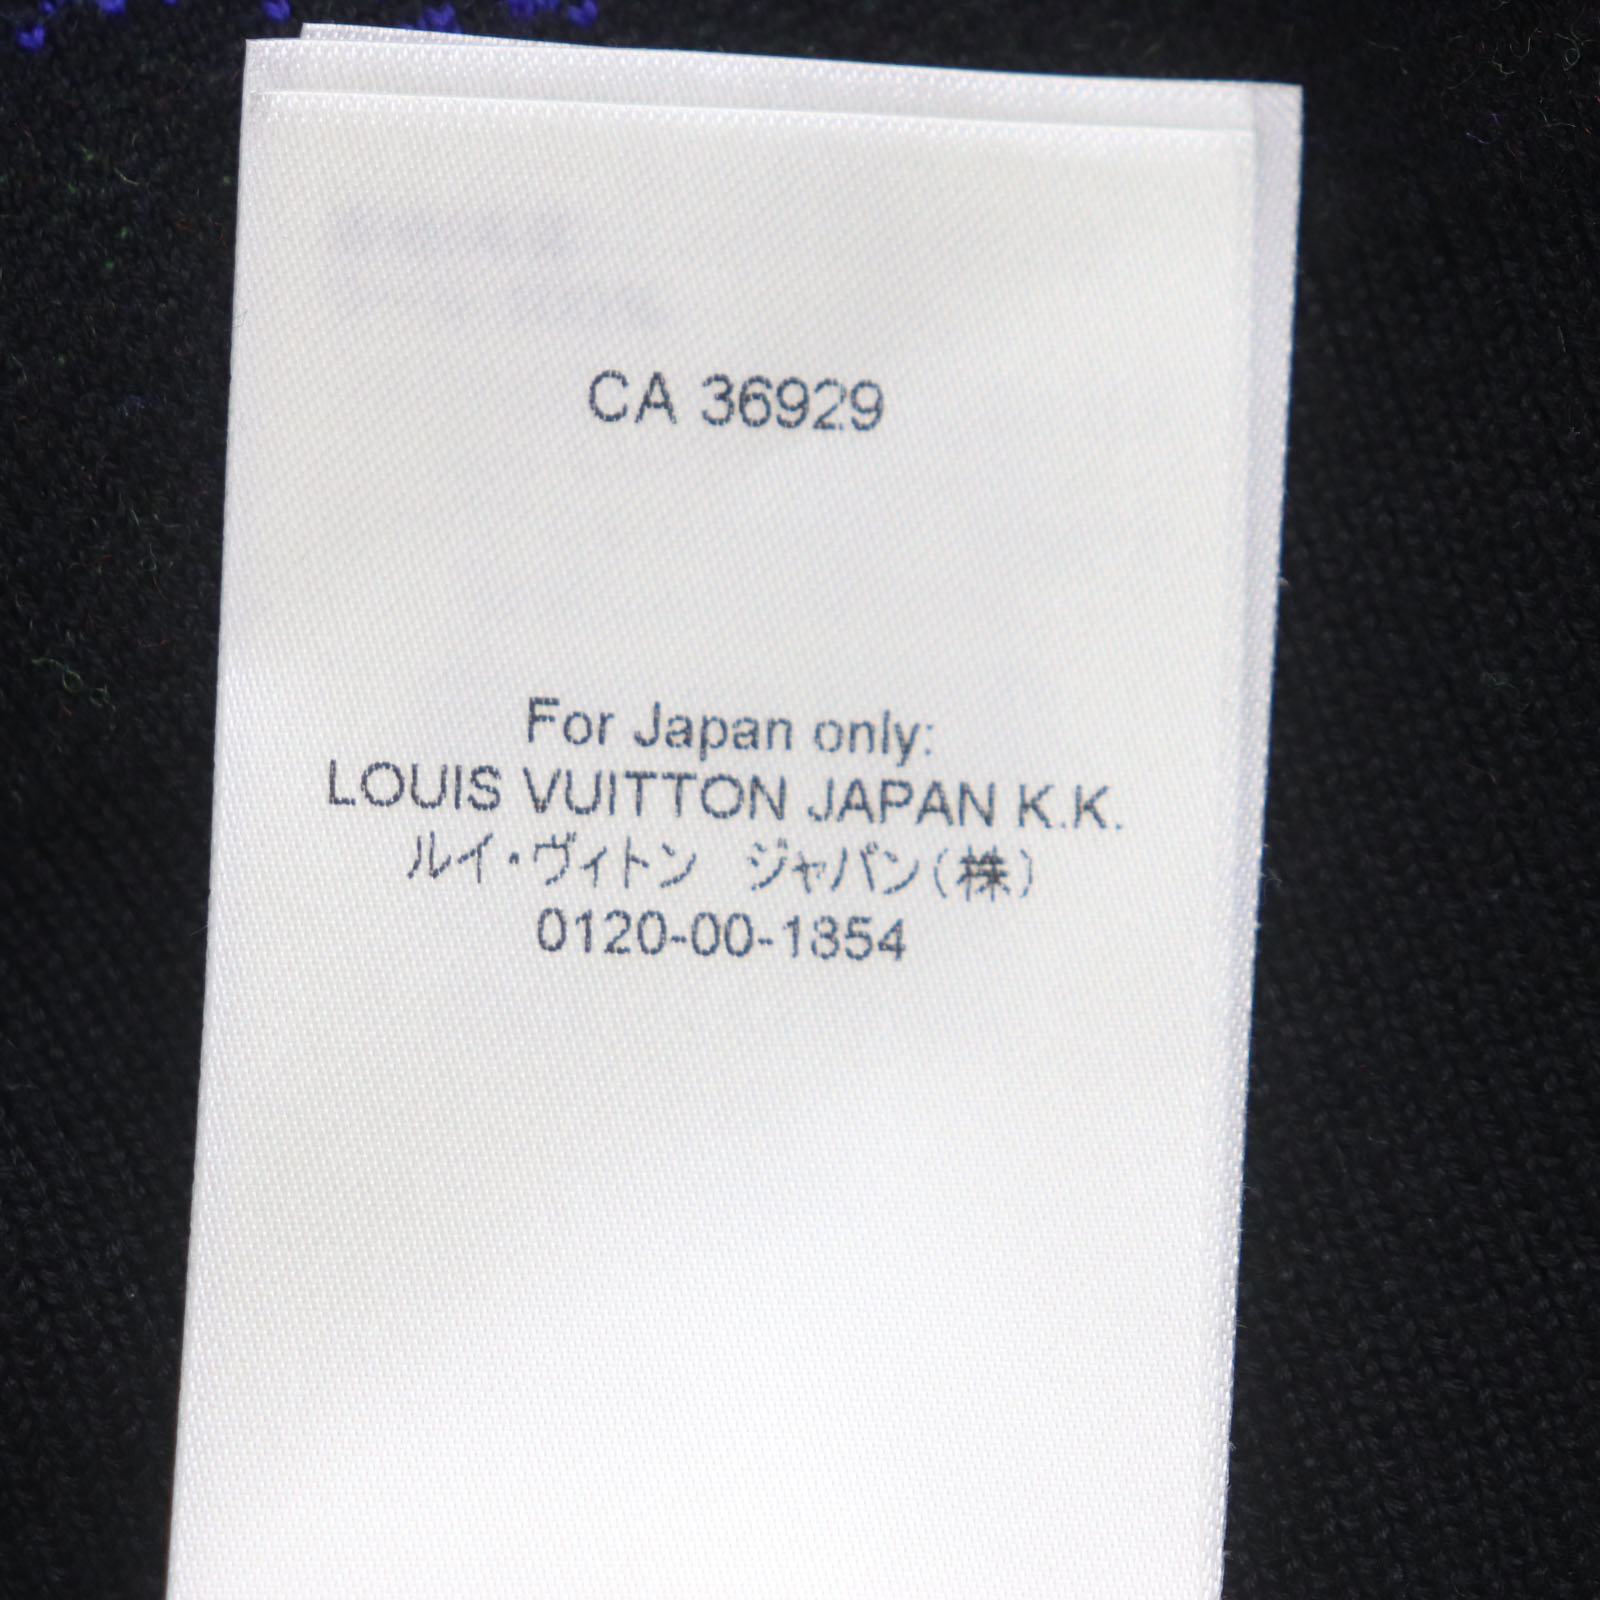 CA 36929
For Japan only:
LOUIS VUITTON JAPAN K.K.
ルイ・ヴィトン　ジャパン(株)
0120-00-1854